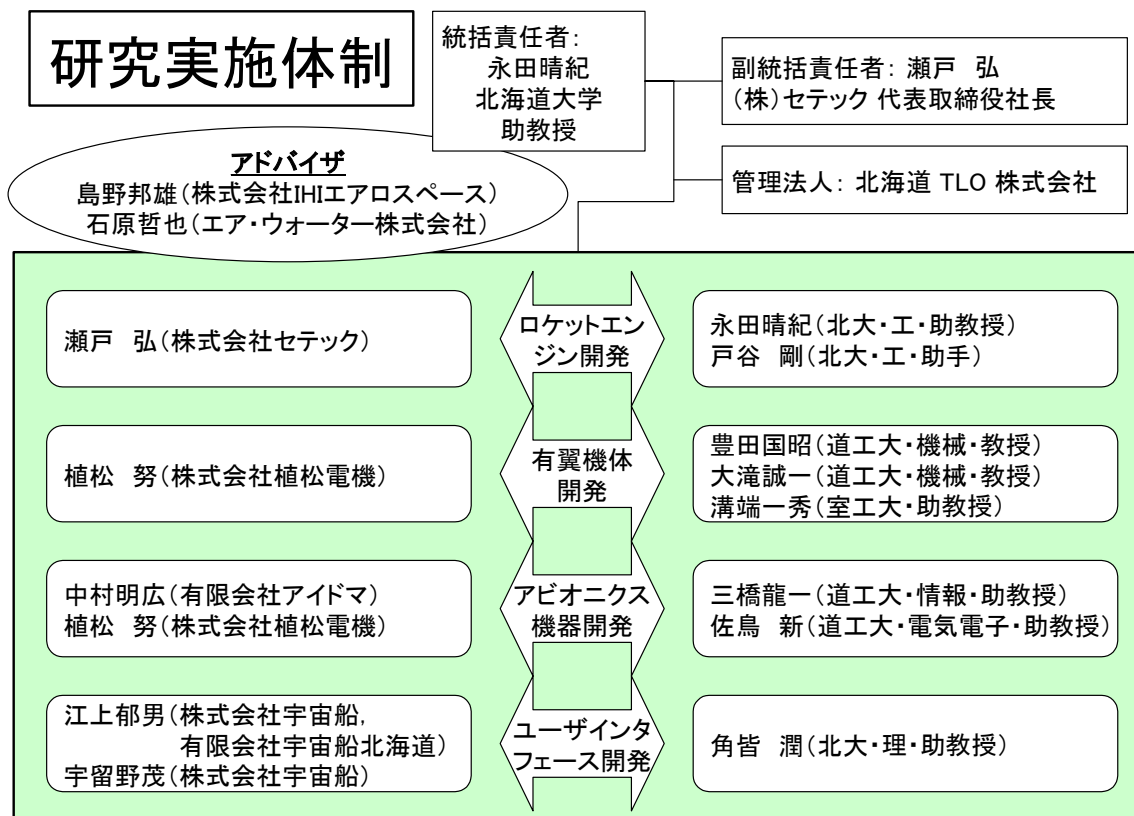 研究実施体制
統括責任者：
永田晴紀
北海道大学
助教授
副統括責任者： 瀬戸　弘
（株）セテック 代表取締役社長
管理法人： 北海道 TLO 株式会社
アドバイザ
島野邦雄（株式会社IHIエアロスペース）
石原哲也（エア・ウォーター株式会社）
瀬戸　弘（株式会社セテック）
ロケットエン
ジン開発
永田晴紀（北大・工・助教授）
戸谷　剛（北大・工・助手）
植松　努（株式会社植松電機）
有翼機体
開発
豊田国昭（道工大・機械・教授）
大滝誠一（道工大・機械・教授）
溝端一秀（室工大・助教授）
中村明広（有限会社アイドマ）
植松　努（株式会社植松電機）
アビオニクス
機器開発
三橋龍一（道工大・情報・助教授）
佐鳥　新（道工大・電気電子・助教授）
江上郁男（株式会社宇宙船，
有限会社宇宙船北海道）
宇留野茂（株式会社宇宙船）
ユーザインタ
フェース開発
角皆　潤（北大・理・助教授）